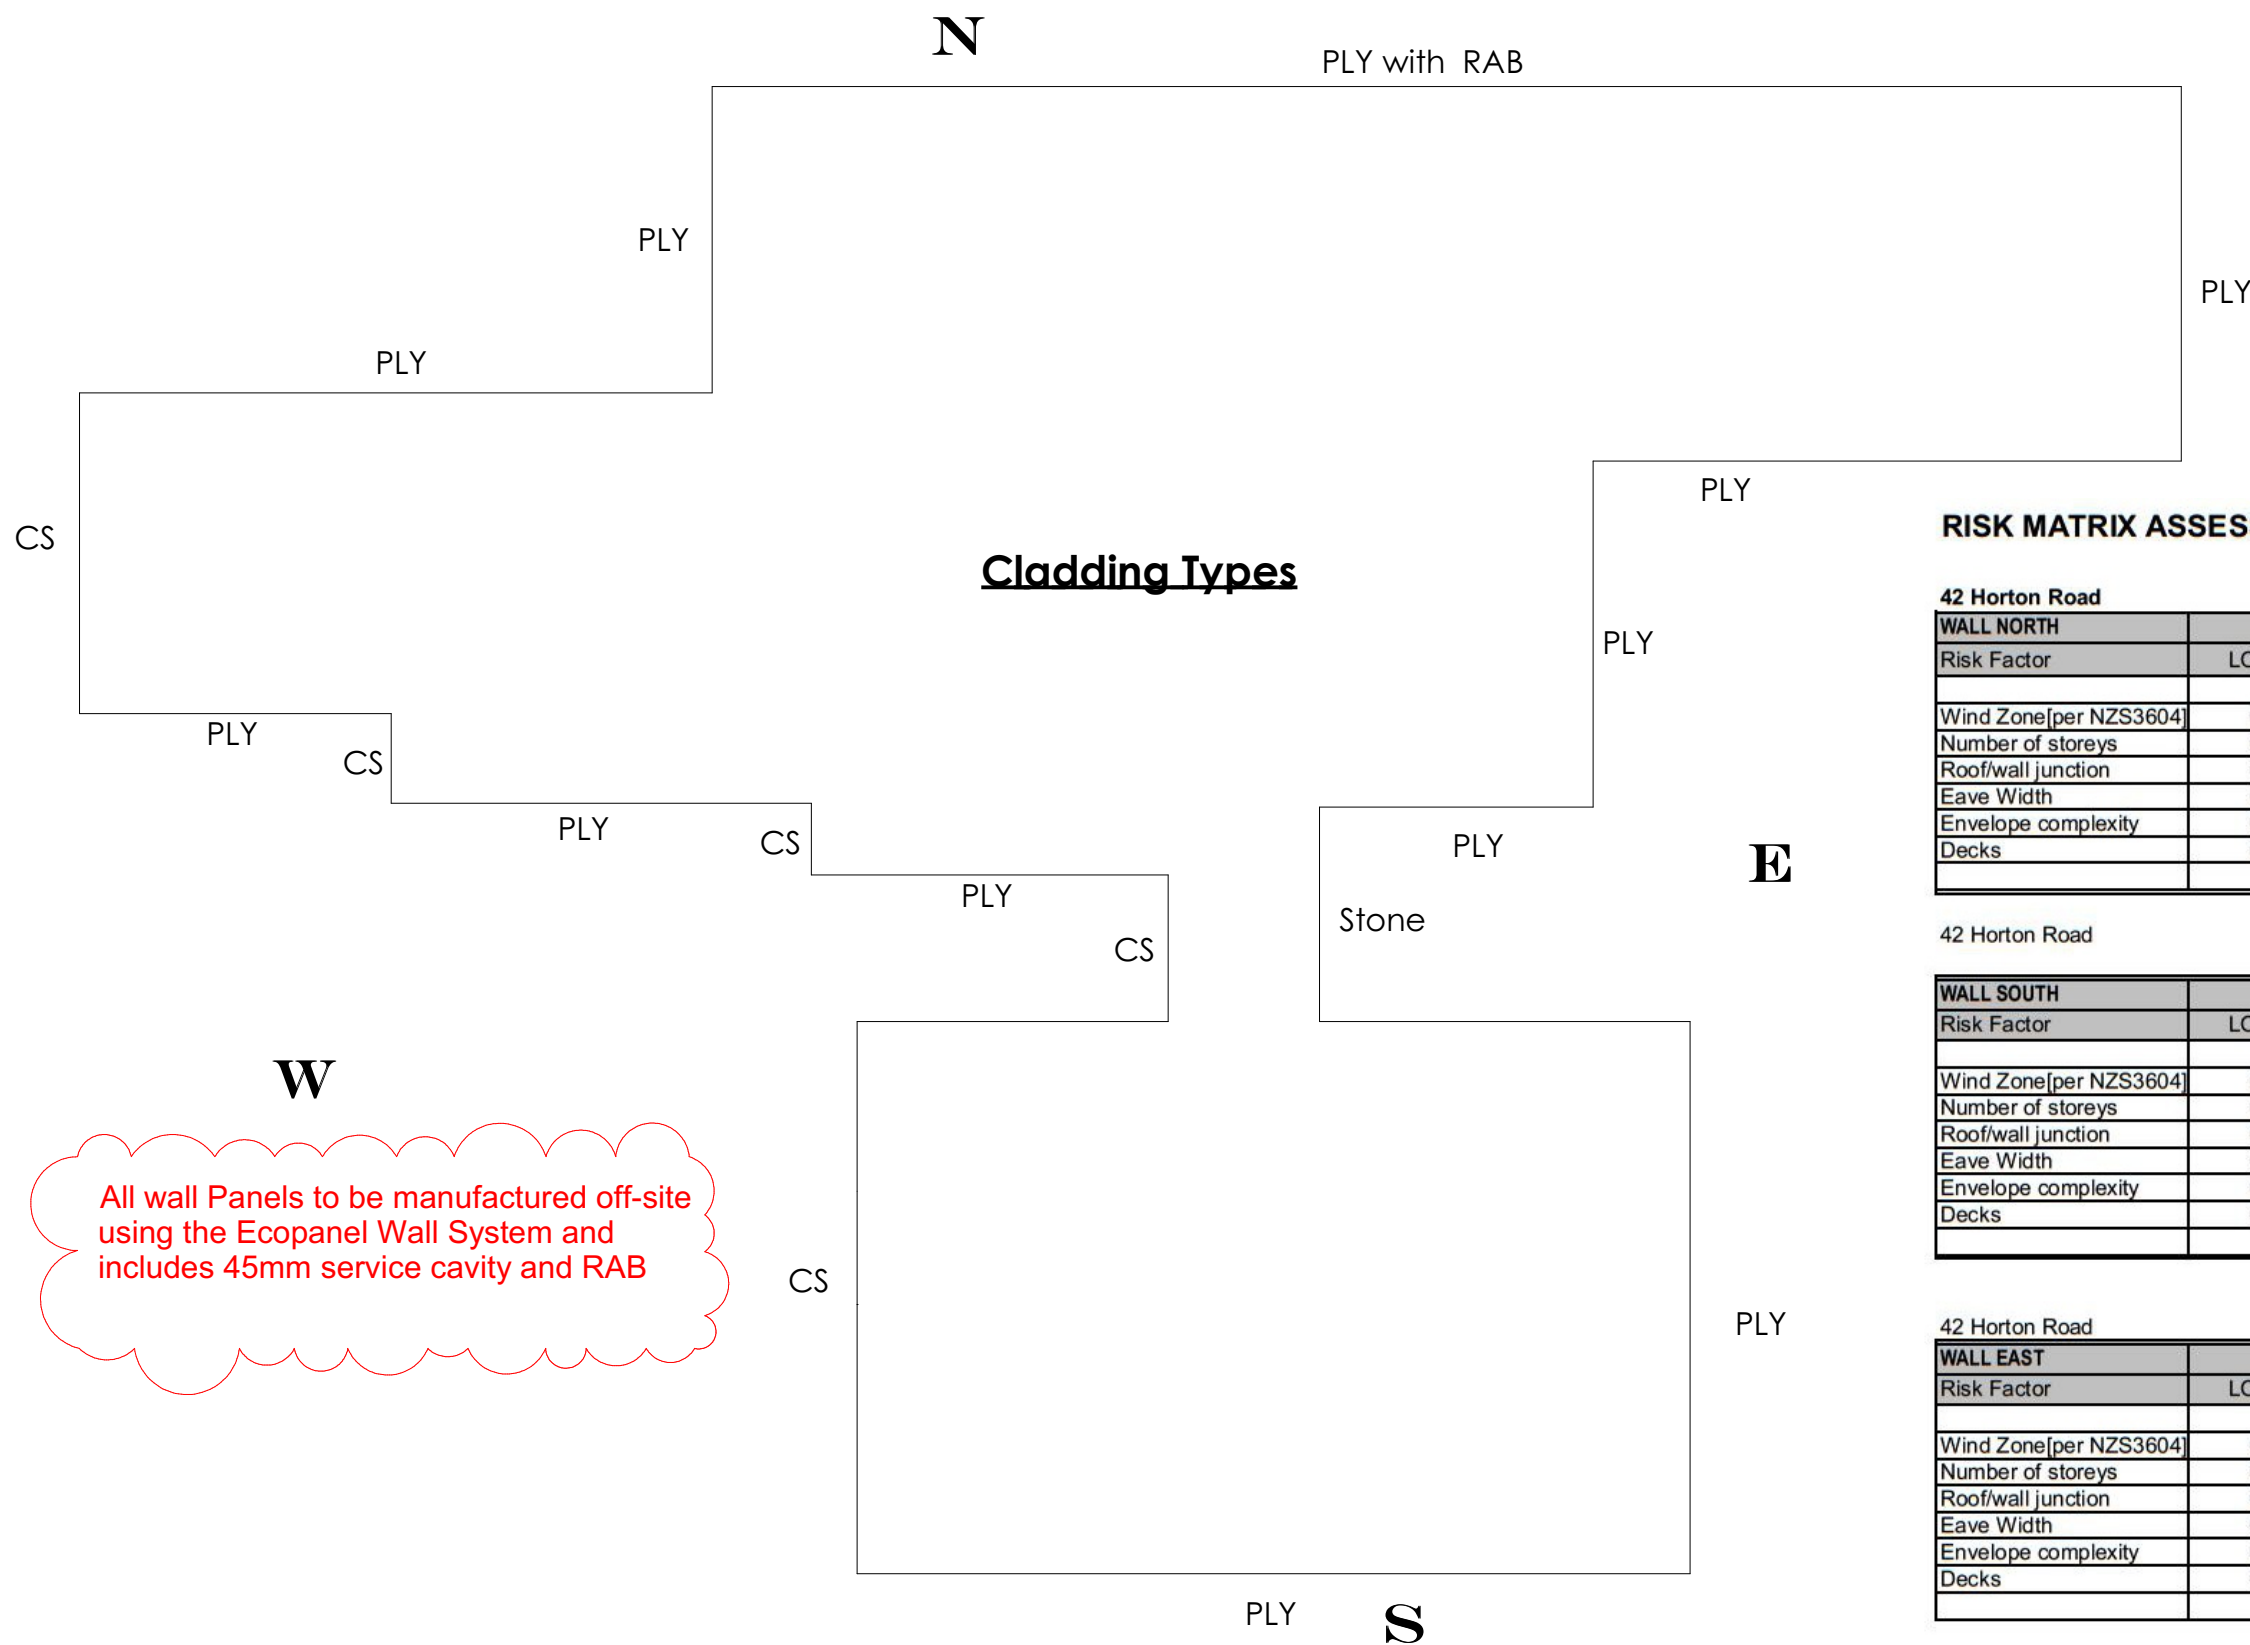 N
PLY with RAB
PLY
PLY
PLY
CS
PLY
Cladding Types
PLY
PLY
CS
PLY
CS
PLY
PLY
CS
PLY
Stone
E
W
All wall Panels to be manufactured off-site
using the Ecopanel Wall System and
includes 45mm service cavity and RAB
CS
PLY
PLY
S
RISK MATRIX ASSES
42 Horton Road
WALL NORTH
Risk Factor
Wind Zone[per NZS3604]
Number of storeys
Roof/wall junction
Eave Width
Envelope complexity
Decks
42 Horton Road
WALL SOUTH
Risk Factor
Wind Zone[per NZS3604]
Number of storeys
Roof/wall junction
Eave Width
Envelope complexity
Decks
42 Horton Road
WALL EAST
Risk Factor
Wind Zone[per NZS3604]
Number of storeys
Roof/wall junction
Eave Width
Envelope complexity
Decks